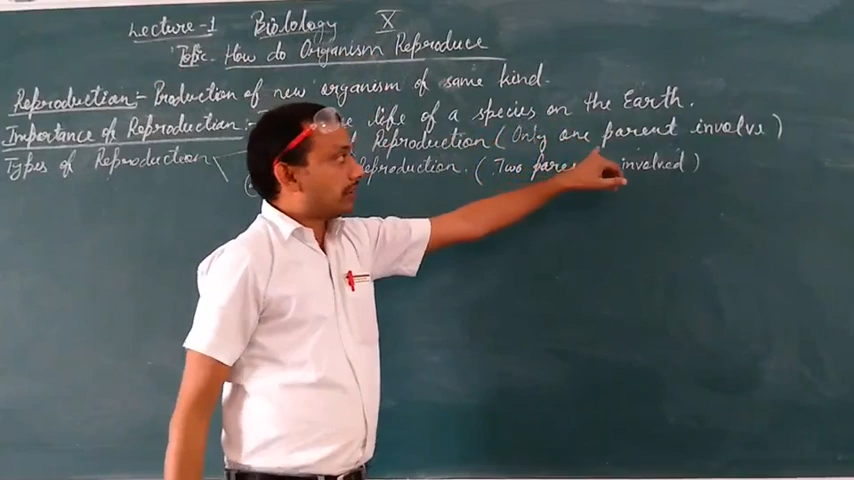 Lecture-1 Biology X
Topic. How do Organism Reproduce
Reproduction:- Production of new organism of same kind.
Importance of Reproduction:- life of a species on the Earth.
Types of Reproduction Reproduction (Only one parent involve)
Reproduction. (Two involved)